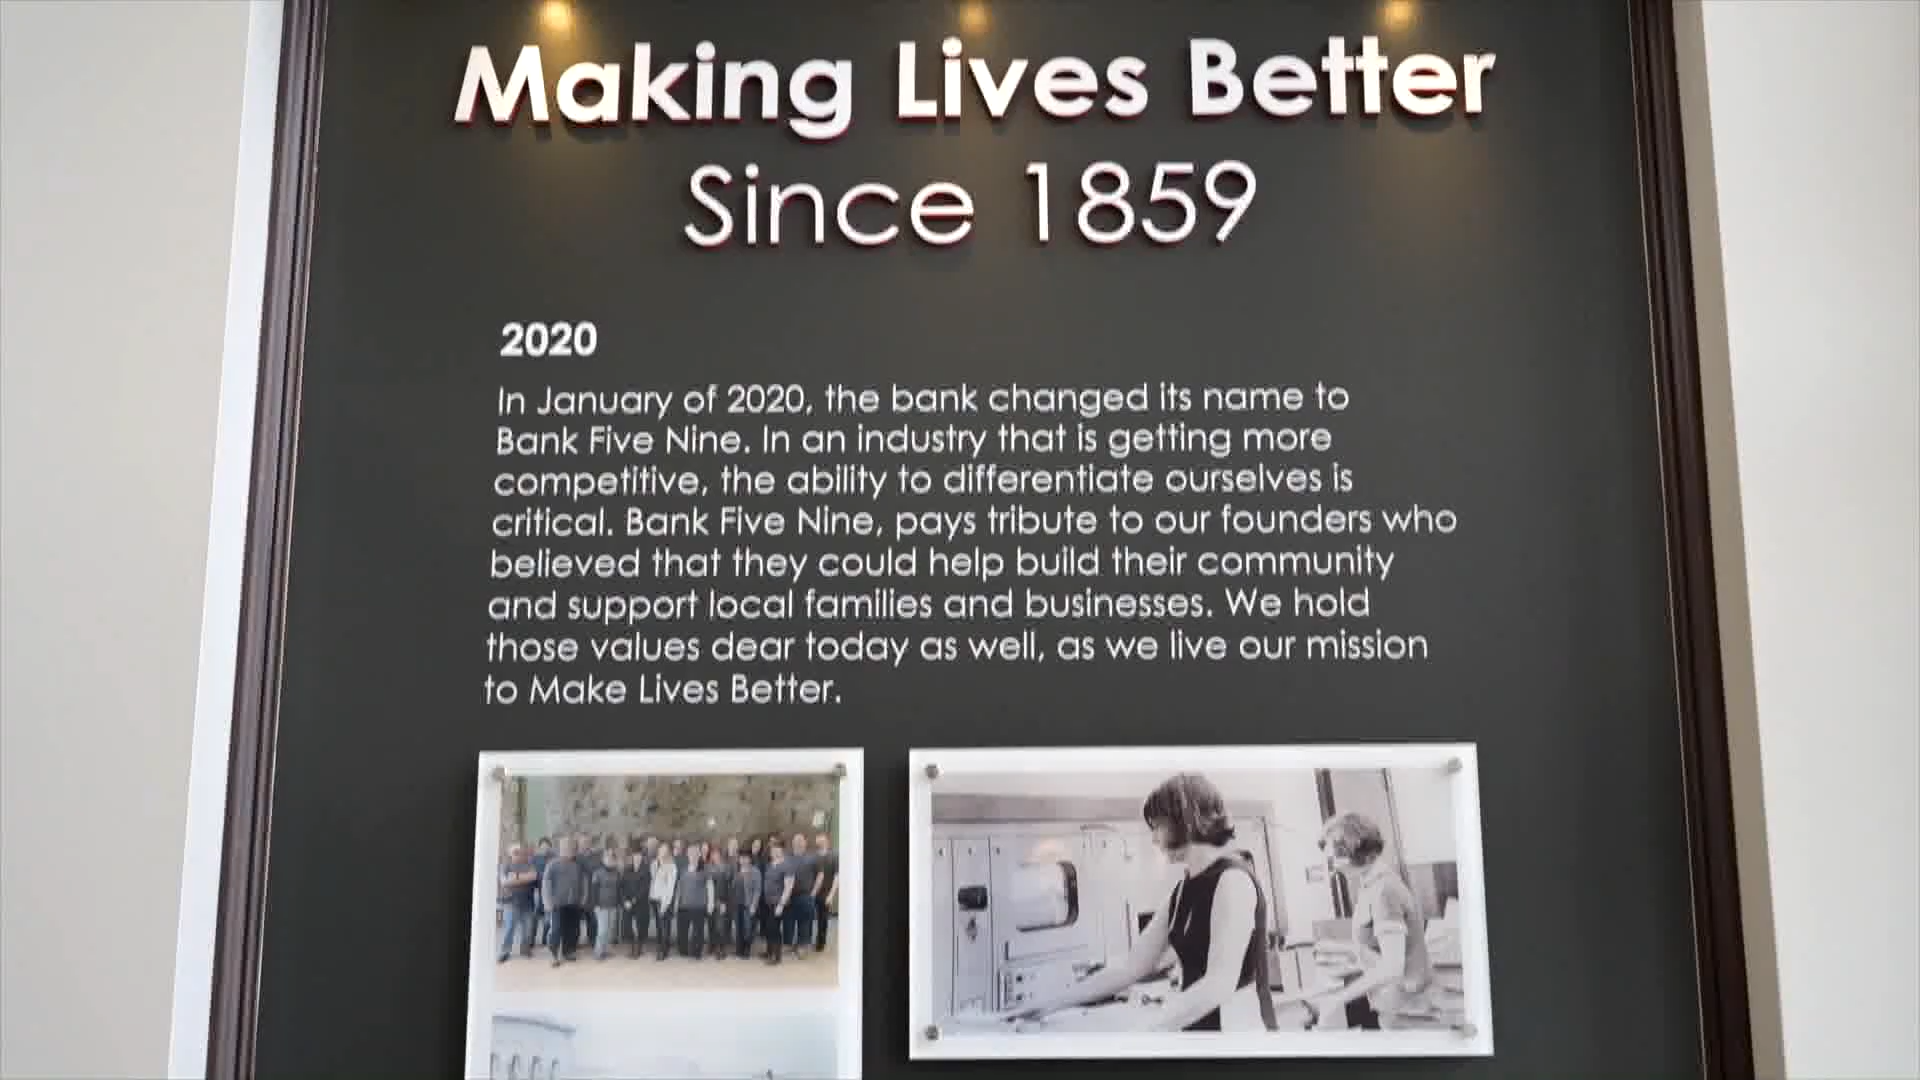 Making Lives Better
Since 1859
2020
In January of 2020, the bank changed its name to
Bank Five Nine. In an industry that is getting more
competitive, the ability to differentiate ourselves is
critical. Bank Five Nine, pays tribute to our founders who
believed that they could help build their community
and support local families and businesses. We hold
those values dear today as well, as we live our mission
to Make Lives Better.